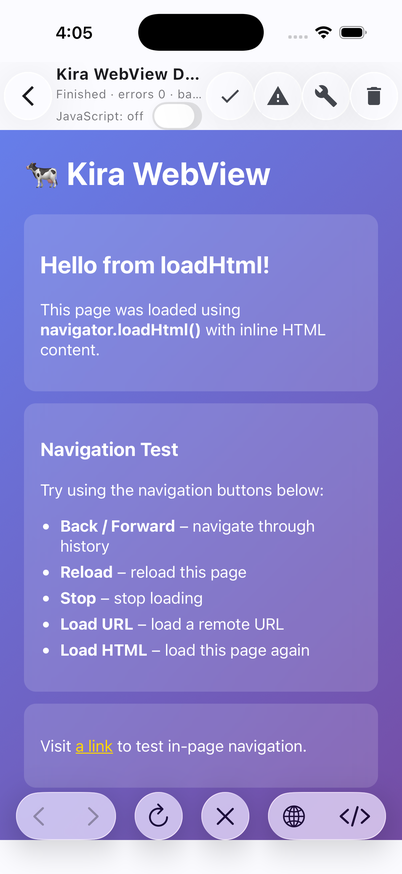 4:05
Kira WebView D...
Finished · errors 0 · ba...
JavaScript: off
🐄 Kira WebView
Hello from loadHtml!
This page was loaded using
navigator.loadHtml() with inline HTML
content.
Navigation Test
Try using the navigation buttons below:
• Back / Forward – navigate through
history
• Reload – reload this page
• Stop – stop loading
• Load URL – load a remote URL
• Load HTML – load this page again
Visit a link to test in-page navigation.